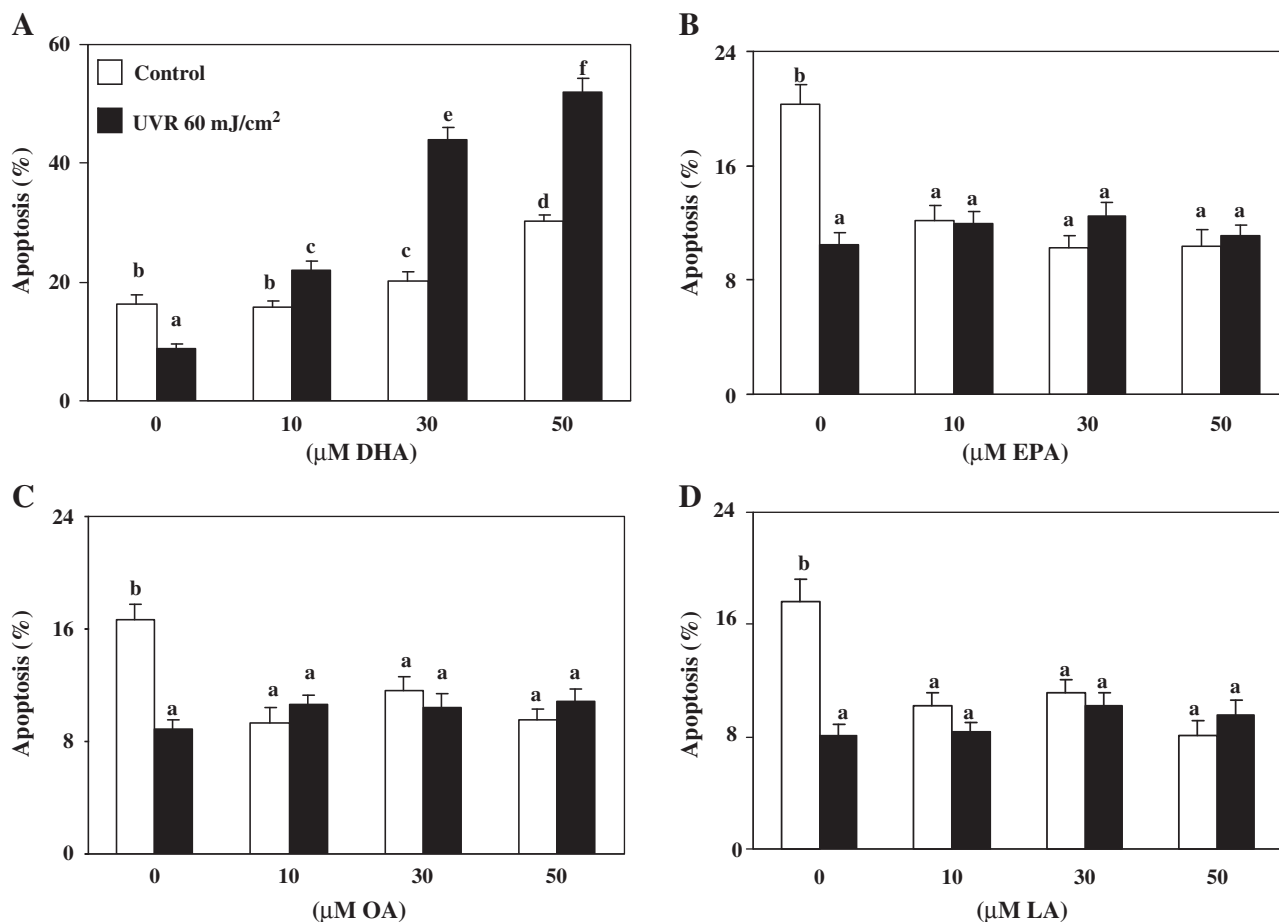 A
60
Control
UVR 60 mJ/cm²
f
e
40
d
c
c
b
b
20
a
0
Apoptosis (%)
0 10 30 50
(μM DHA)
B
24
b
16
a a a a a a a
8
0
Apoptosis (%)
0 10 30 50
(μM EPA)
C
24
b
16
a a a a a a a
8
0
Apoptosis (%)
0 10 30 50
(μM OA)
D
24
b
16
a a a a a a a
8
0
Apoptosis (%)
0 10 30 50
(μM LA)